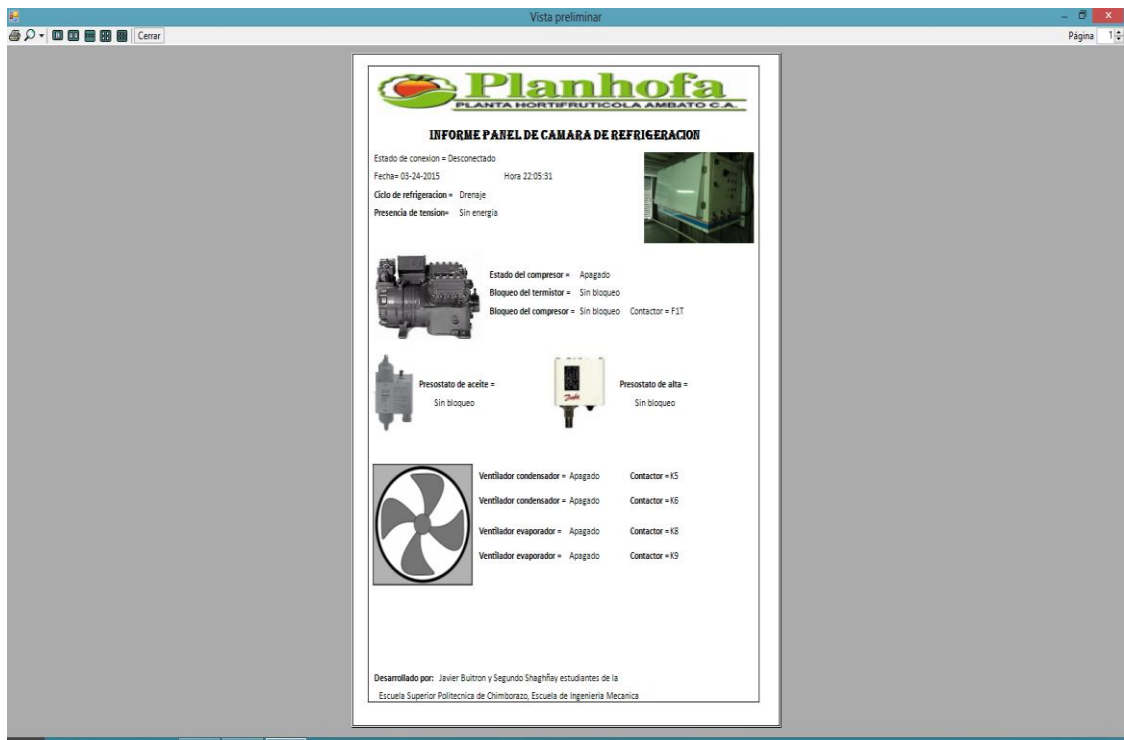 Vista preliminar
Cerrar
Página 1
Planhofa
PLANTA HORTIFRUTICOLA AMBATO C.A.
INFORME PANEL DE CAMARA DE REFRIGERACION
Estado de conexion = Desconectado
Fecha= 03-24-2015 Hora 22:05:31
Ciclo de refrigeracion = Drenaje
Presencia de tension= Sin energia
Estado del compresor = Apagado
Bloqueo del termistor = Sin bloqueo
Bloqueo del compresor = Sin bloqueo Contactor = F1T
Presostato de aceite = Presostato de alta =
Sin bloqueo Sin bloqueo
Danfoss
Ventilador condensador = Apagado Contactor =K5
Ventilador condensador = Apagado Contactor =K6
Ventilador evaporador = Apagado Contactor =K8
Ventilador evaporador = Apagado Contactor =K9
Desarrollado por: Javier Buitron y Segundo Shaghñay estudiantes de la
Escuela Superior Politecnica de Chimborazo, Escuela de Ingenieria Mecanica